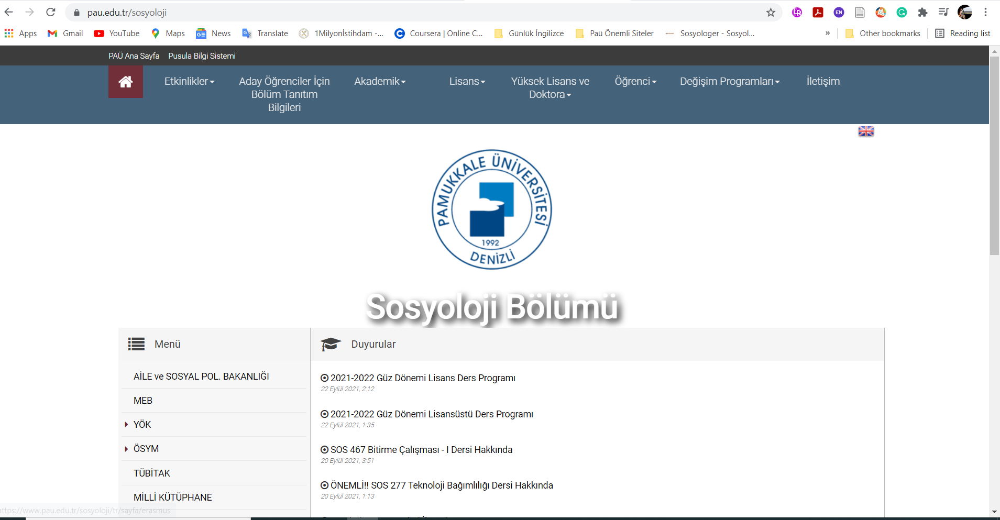 pau.edu.tr/sosyoloji
EN
Apps
Gmail
YouTube
Maps
News
Translate
1Milyonİstihdam -...
Coursera | Online C...
Günlük İngilizce
Paü Önemli Siteler
Sosyologer - Sosyol...
»
Other bookmarks
Reading list
PAÜ Ana Sayfa
Pusula Bilgi Sistemi
Etkinlikler
Aday Öğrenciler İçin
Bölüm Tanıtım
Bilgileri
Akademik
Lisans
Yüksek Lisans ve
Doktora
Öğrenci
Değişim Programları
İletişim
PAMUKKALE ÜNİVERSİTESİ
1992
DENİZLİ
Sosyoloji Bölümü
Menü
AİLE ve SOSYAL POL. BAKANLIĞI
MEB
YÖK
ÖSYM
TÜBİTAK
MİLLİ KÜTÜPHANE
Duyurular
2021-2022 Güz Dönemi Lisans Ders Programı
22 Eylül 2021, 2:12
2021-2022 Güz Dönemi Lisansüstü Ders Programı
22 Eylül 2021, 1:35
SOS 467 Bitirme Çalışması - I Dersi Hakkında
20 Eylül 2021, 3:51
ÖNEMLİ!! SOS 277 Teknoloji Bağımlılığı Dersi Hakkında
20 Eylül 2021, 1:13
https://www.pau.edu.tr/sosyoloji/tr/sayfa/erasmus